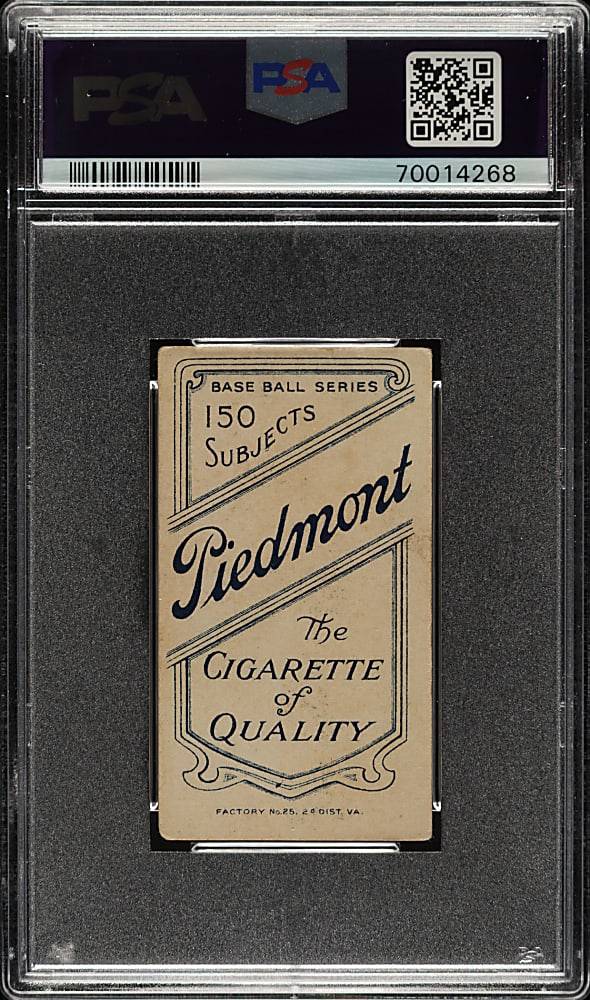 PSA PSA
70014268
BASE BALL SERIES
150
SUBJECTS
Piedmont
The
CIGARETTE
of
QUALITY
FACTORY No.25, 2d DIST. VA.